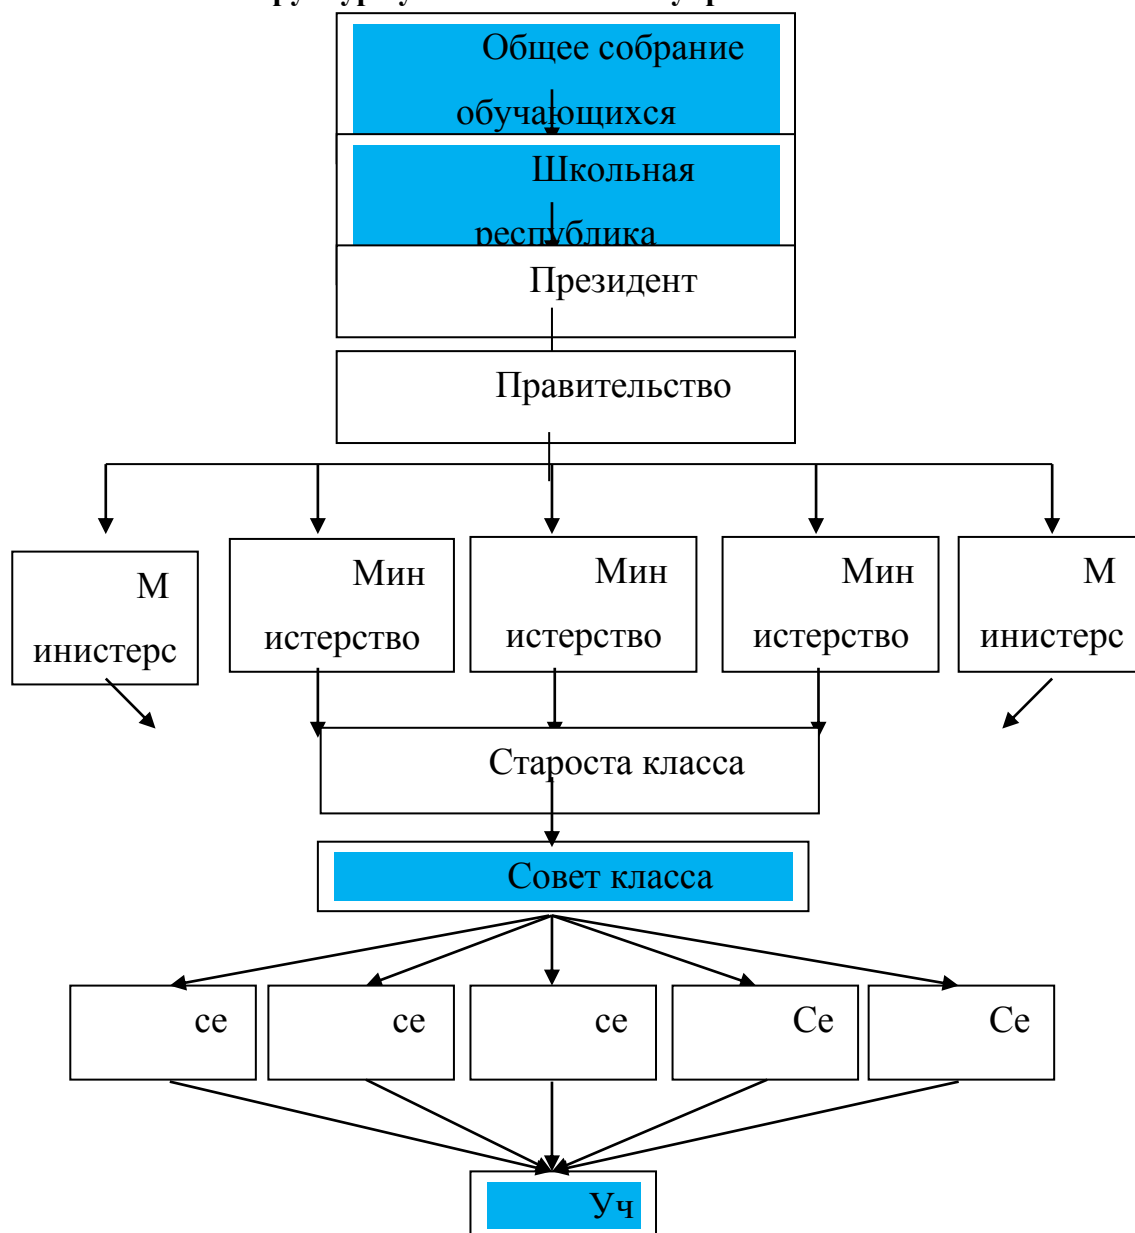 Общее собрание
обучающихся
Школьная
республика
Президент
Правительство
М
инистерс
Мин
истерство
Мин
истерство
Мин
истерство
М
инистерс
Староста класса
Совет класса
се
се
се
Се
Се
Уч